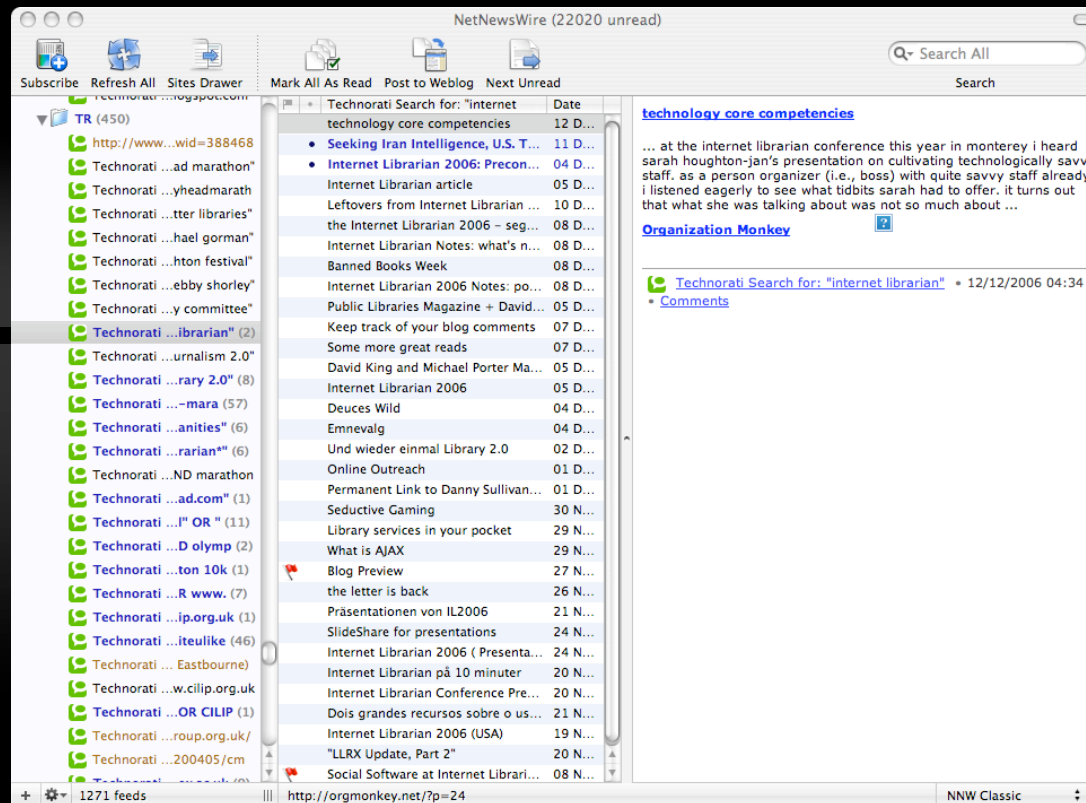 NetNewsWire (22020 unread)
Subscribe Refresh All Sites Drawer Mark All As Read Post to Weblog Next Unread
Search All
Search
TR (450)
http://www...wid=388468
Technorati ...ad marathon"
Technorati ...yheadmarath
Technorati ...tter libraries"
Technorati ...hael gorman"
Technorati ...hton festival"
Technorati ...ebby shorley"
Technorati ...y committee"
Technorati ...ibrarian" (2)
Technorati ...urnalism 2.0"
Technorati ...rary 2.0" (8)
Technorati ...-mara (57)
Technorati ...anities" (6)
Technorati ...rarian*" (6)
Technorati ...ND marathon
Technorati ...ad.com" (1)
Technorati ...l" OR " (11)
Technorati ...D olymp (2)
Technorati ...ton 10k (1)
Technorati ...R www. (7)
Technorati ...ip.org.uk (1)
Technorati ...iteulike (46)
Technorati ... Eastbourne)
Technorati ...w.cilip.org.uk
Technorati ...OR CILIP (1)
Technorati ...roup.org.uk/
Technorati ...200405/cm
Technorati Search for: "internet Date
technology core competencies 12 D...
Seeking Iran Intelligence, U.S. T... 11 D...
Internet Librarian 2006: Precon... 04 D...
Internet Librarian article 05 D...
Leftovers from Internet Librarian ... 10 D...
the Internet Librarian 2006 – seg... 08 D...
Internet Librarian Notes: what's n... 08 D...
Banned Books Week 08 D...
Internet Librarian 2006 Notes: po... 08 D...
Public Libraries Magazine + David... 05 D...
Keep track of your blog comments 07 D...
Some more great reads 07 D...
David King and Michael Porter Ma... 05 D...
Internet Librarian 2006 05 D...
Deuces Wild 04 D...
Emnevalg 04 D...
Und wieder einmal Library 2.0 02 D...
Online Outreach 01 D...
Permanent Link to Danny Sullivan... 01 D...
Seductive Gaming 30 N...
Library services in your pocket 29 N...
What is AJAX 29 N...
Blog Preview 27 N...
the letter is back 26 N...
Präsentationen von IL2006 21 N...
SlideShare for presentations 24 N...
Internet Librarian 2006 ( Presenta... 24 N...
Internet Librarian på 10 minuter 20 N...
Internet Librarian Conference Pre... 20 N...
Dois grandes recursos sobre o us... 21 N...
Internet Librarian 2006 (USA) 19 N...
"LLRX Update, Part 2" 20 N...
Social Software at Internet Librari... 08 N...
technology core competencies
... at the internet librarian conference this year in monterey i heard
sarah houghton-jan's presentation on cultivating technologically savv
staff. as a person organizer (i.e., boss) with quite savvy staff already
i listened eagerly to see what tidbits sarah had to offer. it turns out
that what she was talking about was not so much about ...
Organization Monkey
Technorati Search for: "internet librarian" • 12/12/2006 04:34
• Comments
1271 feeds
http://orgmonkey.net/?p=24
NNW Classic